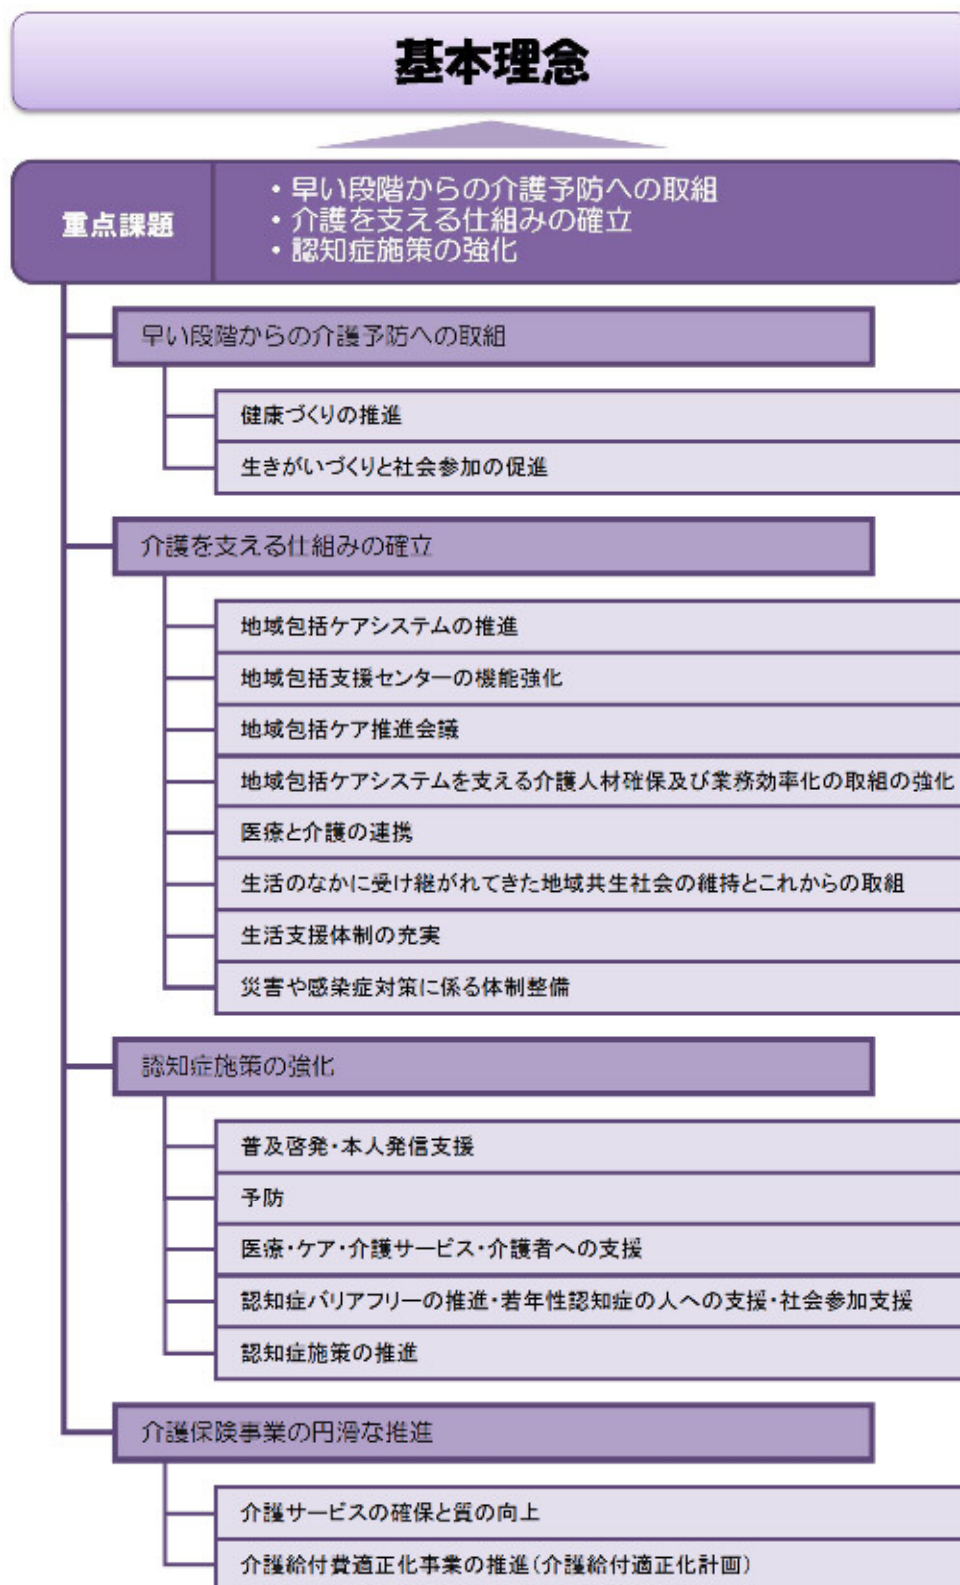 基本理念
重点課題
・早い段階からの介護予防への取組
・介護を支える仕組みの確立
・認知症施策の強化
早い段階からの介護予防への取組
健康づくりの推進
生きがいづくりと社会参加の促進
介護を支える仕組みの確立
地域包括ケアシステムの推進
地域包括支援センターの機能強化
地域包括ケア推進会議
地域包括ケアシステムを支える介護人材確保及び業務効率化の取組の強化
医療と介護の連携
生活のなかに受け継がれてきた地域共生社会の維持とこれからの取組
生活支援体制の充実
災害や感染症対策に係る体制整備
認知症施策の強化
普及啓発・本人発信支援
予防
医療・ケア・介護サービス・介護者への支援
認知症バリアフリーの推進・若年性認知症の人への支援・社会参加支援
認知症施策の推進
介護保険事業の円滑な推進
介護サービスの確保と質の向上
介護給付費適正化事業の推進（介護給付適正化計画）